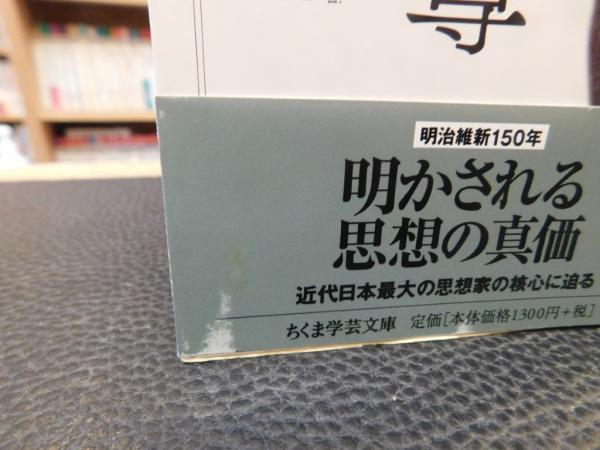 明治維新150年
明かされる
思想の真価
近代日本最大の思想家の核心に迫る
ちくま学芸文庫 定価[本体価格1300円+税]